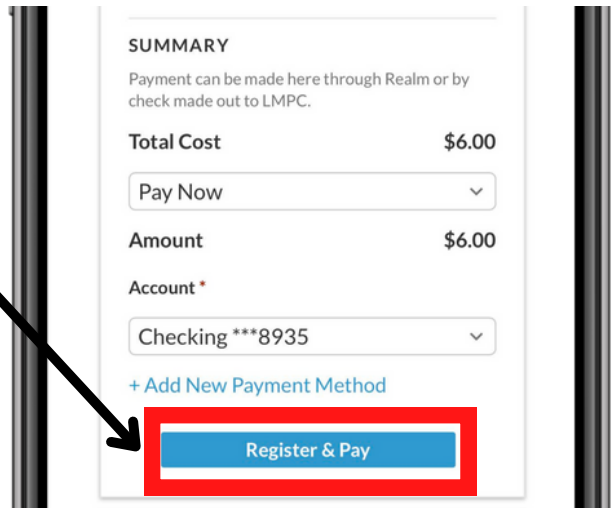 SUMMARY
Payment can be made here through Realm or by
check made out to LMPC.
Total Cost $6.00
Pay Now
Amount $6.00
Account *
Checking ***8935
+ Add New Payment Method
Register & Pay